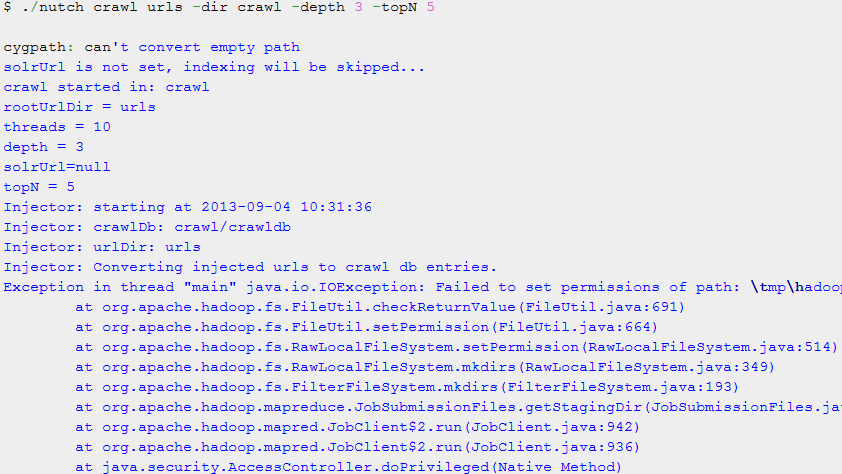 $ ./nutch crawl urls -dir crawl -depth 3 -topN 5
cygpath: can't convert empty path
solrUrl is not set, indexing will be skipped...
crawl started in: crawl
rootUrlDir = urls
threads = 10
depth = 3
solrUrl=null
topN = 5
Injector: starting at 2013-09-04 10:31:36
Injector: crawlDb: crawl/crawldb
Injector: urlDir: urls
Injector: Converting injected urls to crawl db entries.
Exception in thread "main" java.io.IOException: Failed to set permissions of path: \tmp\hadoop
at org.apache.hadoop.fs.FileUtil.checkReturnValue(FileUtil.java:691)
at org.apache.hadoop.fs.FileUtil.setPermission(FileUtil.java:664)
at org.apache.hadoop.fs.RawLocalFileSystem.setPermission(RawLocalFileSystem.java:514)
at org.apache.hadoop.fs.RawLocalFileSystem.mkdirs(RawLocalFileSystem.java:349)
at org.apache.hadoop.fs.FilterFileSystem.mkdirs(FilterFileSystem.java:193)
at org.apache.hadoop.mapreduce.JobSubmissionFiles.getStagingDir(JobSubmissionFiles.ja
at org.apache.hadoop.mapred.JobClient$2.run(JobClient.java:942)
at org.apache.hadoop.mapred.JobClient$2.run(JobClient.java:936)
at java.security.AccessController.doPrivileged(Native Method)